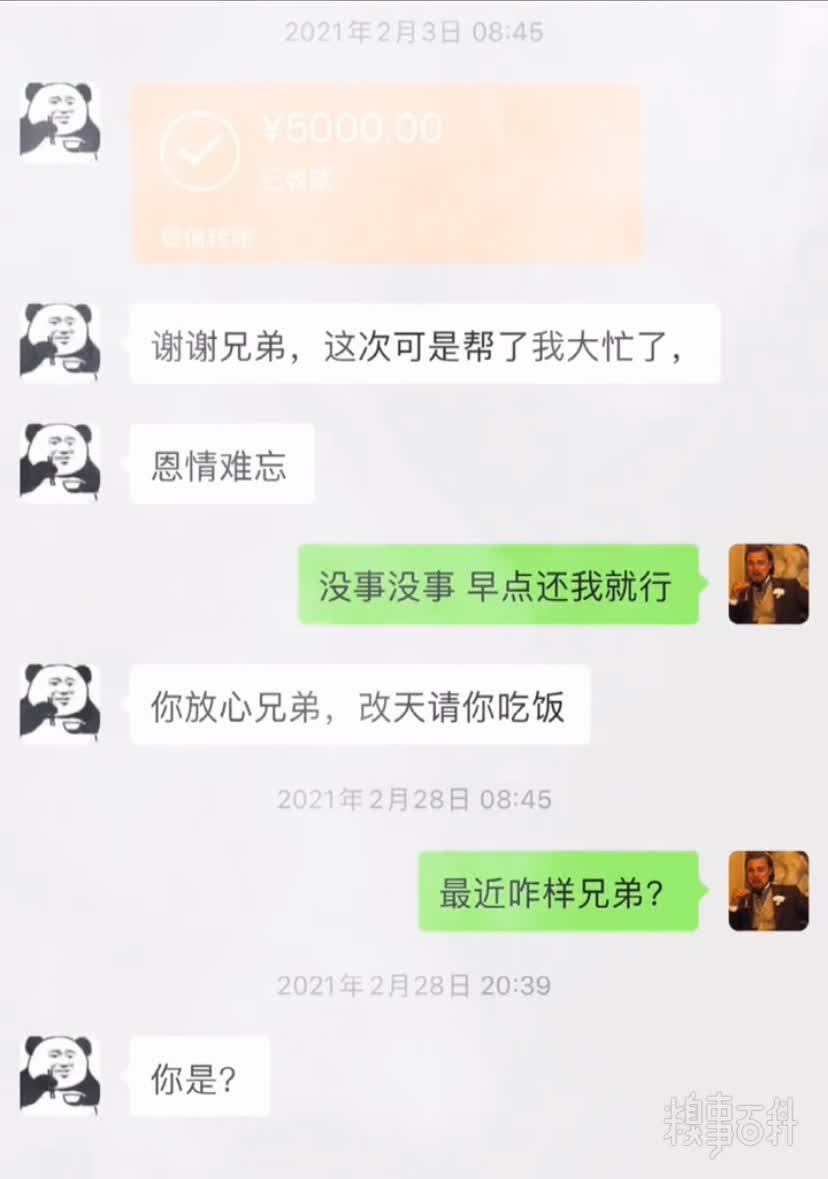 2021年2月3日 08:45
¥5000.00
已收款
微信转账
谢谢兄弟，这次可是帮了我大忙了，
恩情难忘
没事没事 早点还我就行
你放心兄弟，改天请你吃饭
2021年2月28日 08:45
最近咋样兄弟？
2021年2月28日 20:39
你是？
糗事百科